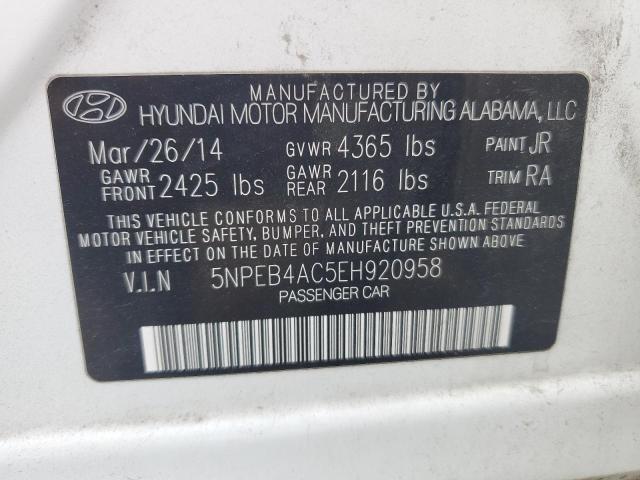 MANUFACTURED BY
HYUNDAI MOTOR MANUFACTURING ALABAMA, LLC
Mar/26/14 GVWR 4365 lbs PAINT JR
GAWR FRONT 2425 lbs GAWR REAR 2116 lbs TRIM RA
THIS VEHICLE CONFORMS TO ALL APPLICABLE U.S.A. FEDERAL
MOTOR VEHICLE SAFETY, BUMPER, AND THEFT PREVENTION STANDARDS
IN EFFECT ON THE DATE OF MANUFACTURE SHOWN ABOVE.
V.I.N 5NPEB4AC5EH920958
PASSENGER CAR